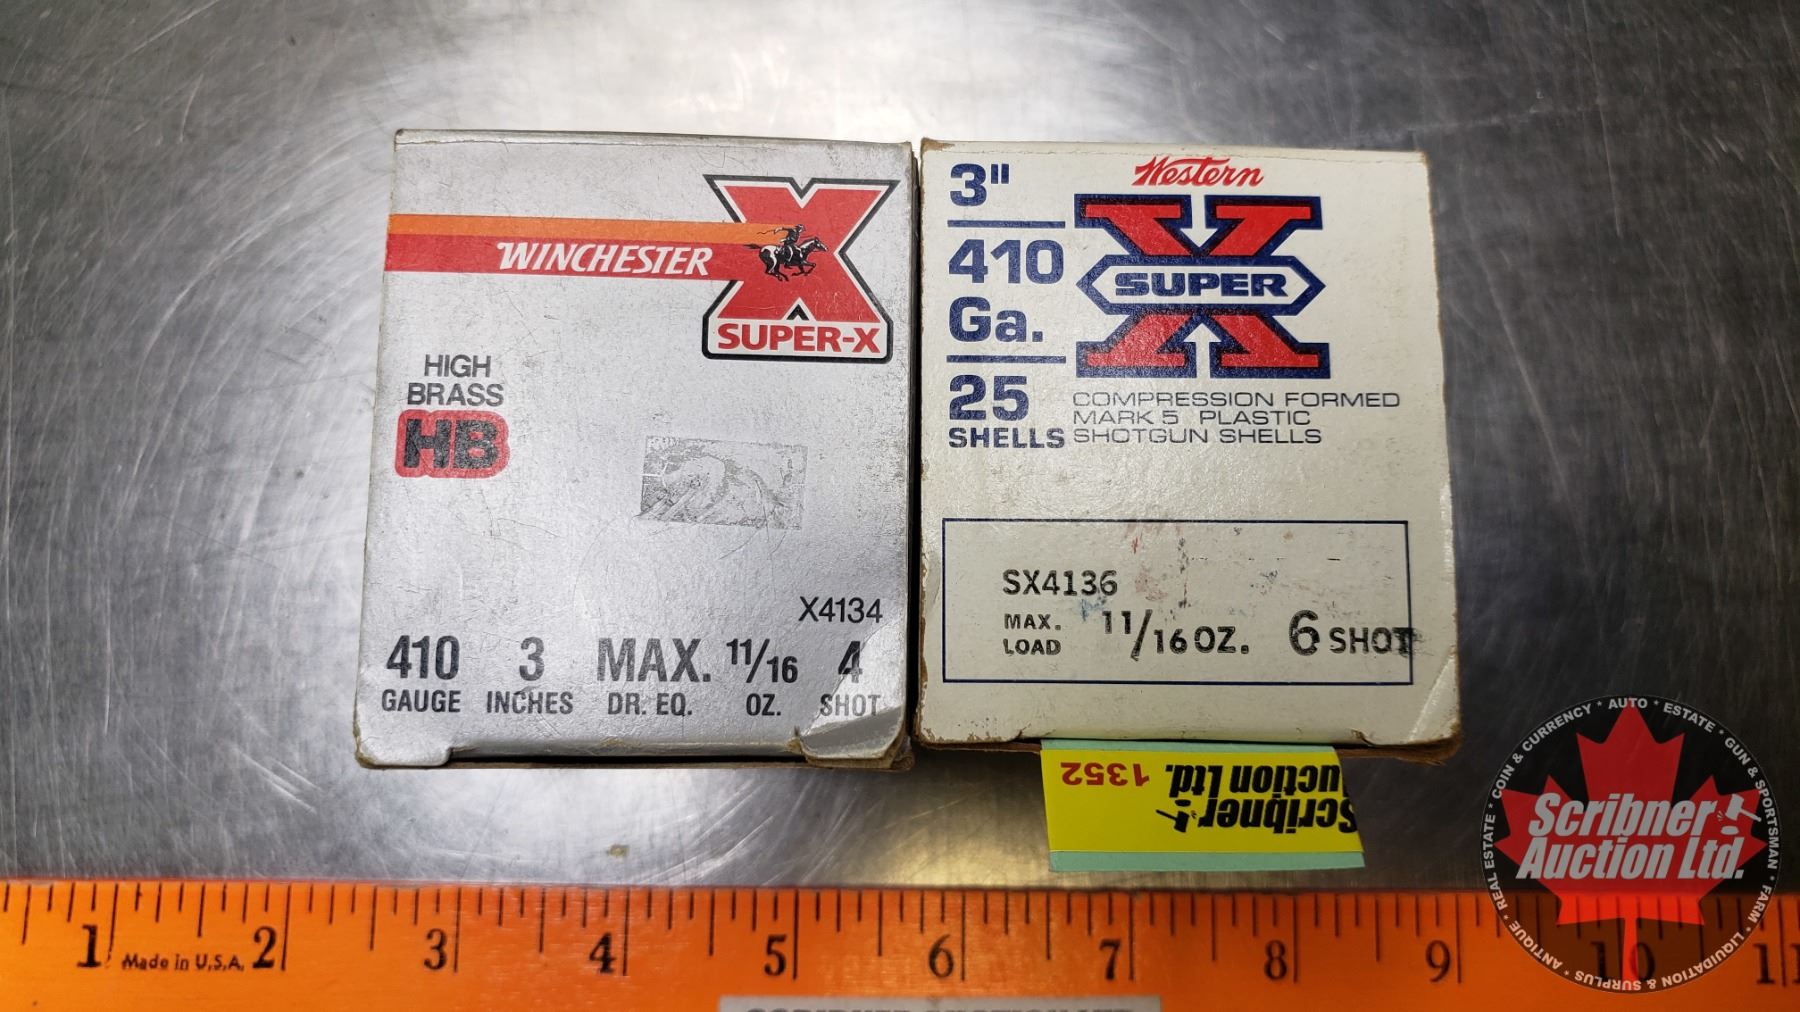 WINCHESTER
SUPER-X
HIGH
BRASS
HB
X4134
410 3 MAX. 11/16 4
GAUGE INCHES DR. EQ. OZ. SHOT
3"
410
Ga.
25
SHELLS
Western
X
SUPER
COMPRESSION FORMED
MARK 5 PLASTIC
SHOTGUN SHELLS
SX4136
MAX.
LOAD
11/16 OZ. 6 SHOT
Scribner
Auction Ltd.
1352
1 2 3 4 5 6 7 8 9 10 11
Made in U.S.A.
Scribner
Auction Ltd.
REAL ESTATE * COIN & CURRENCY * AUTO * ESTATE * GUN & SPORTSMAN * FARM * LIQUIDATION & SURPLUS * ANTIQUE *